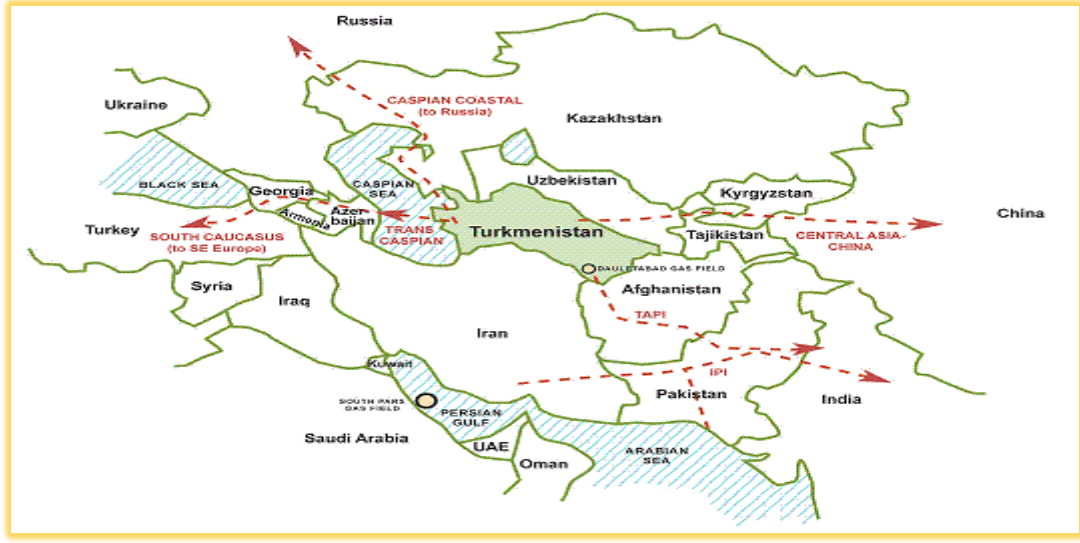 Russia
CASPIAN COASTAL
(to Russia)
Ukraine
Kazakhstan
BLACK SEA
Georgia
CASPIAN
SEA
Uzbekistan
Kyrgyzstan
China
Armenia
Azer-
baijan
Turkey
SOUTH CAUCASUS
(to SE Europe)
TRANS
CASPIAN
Turkmenistan
Tajikistan
CENTRAL ASIA-
CHINA
DAULETABAD GAS FIELD
Syria
Iraq
Afghanistan
TAPI
Iran
Kuwait
IPI
Pakistan
India
SOUTH PARS
GAS FIELD
PERSIAN
GULF
Saudi Arabia
UAE
Oman
ARABIAN
SEA